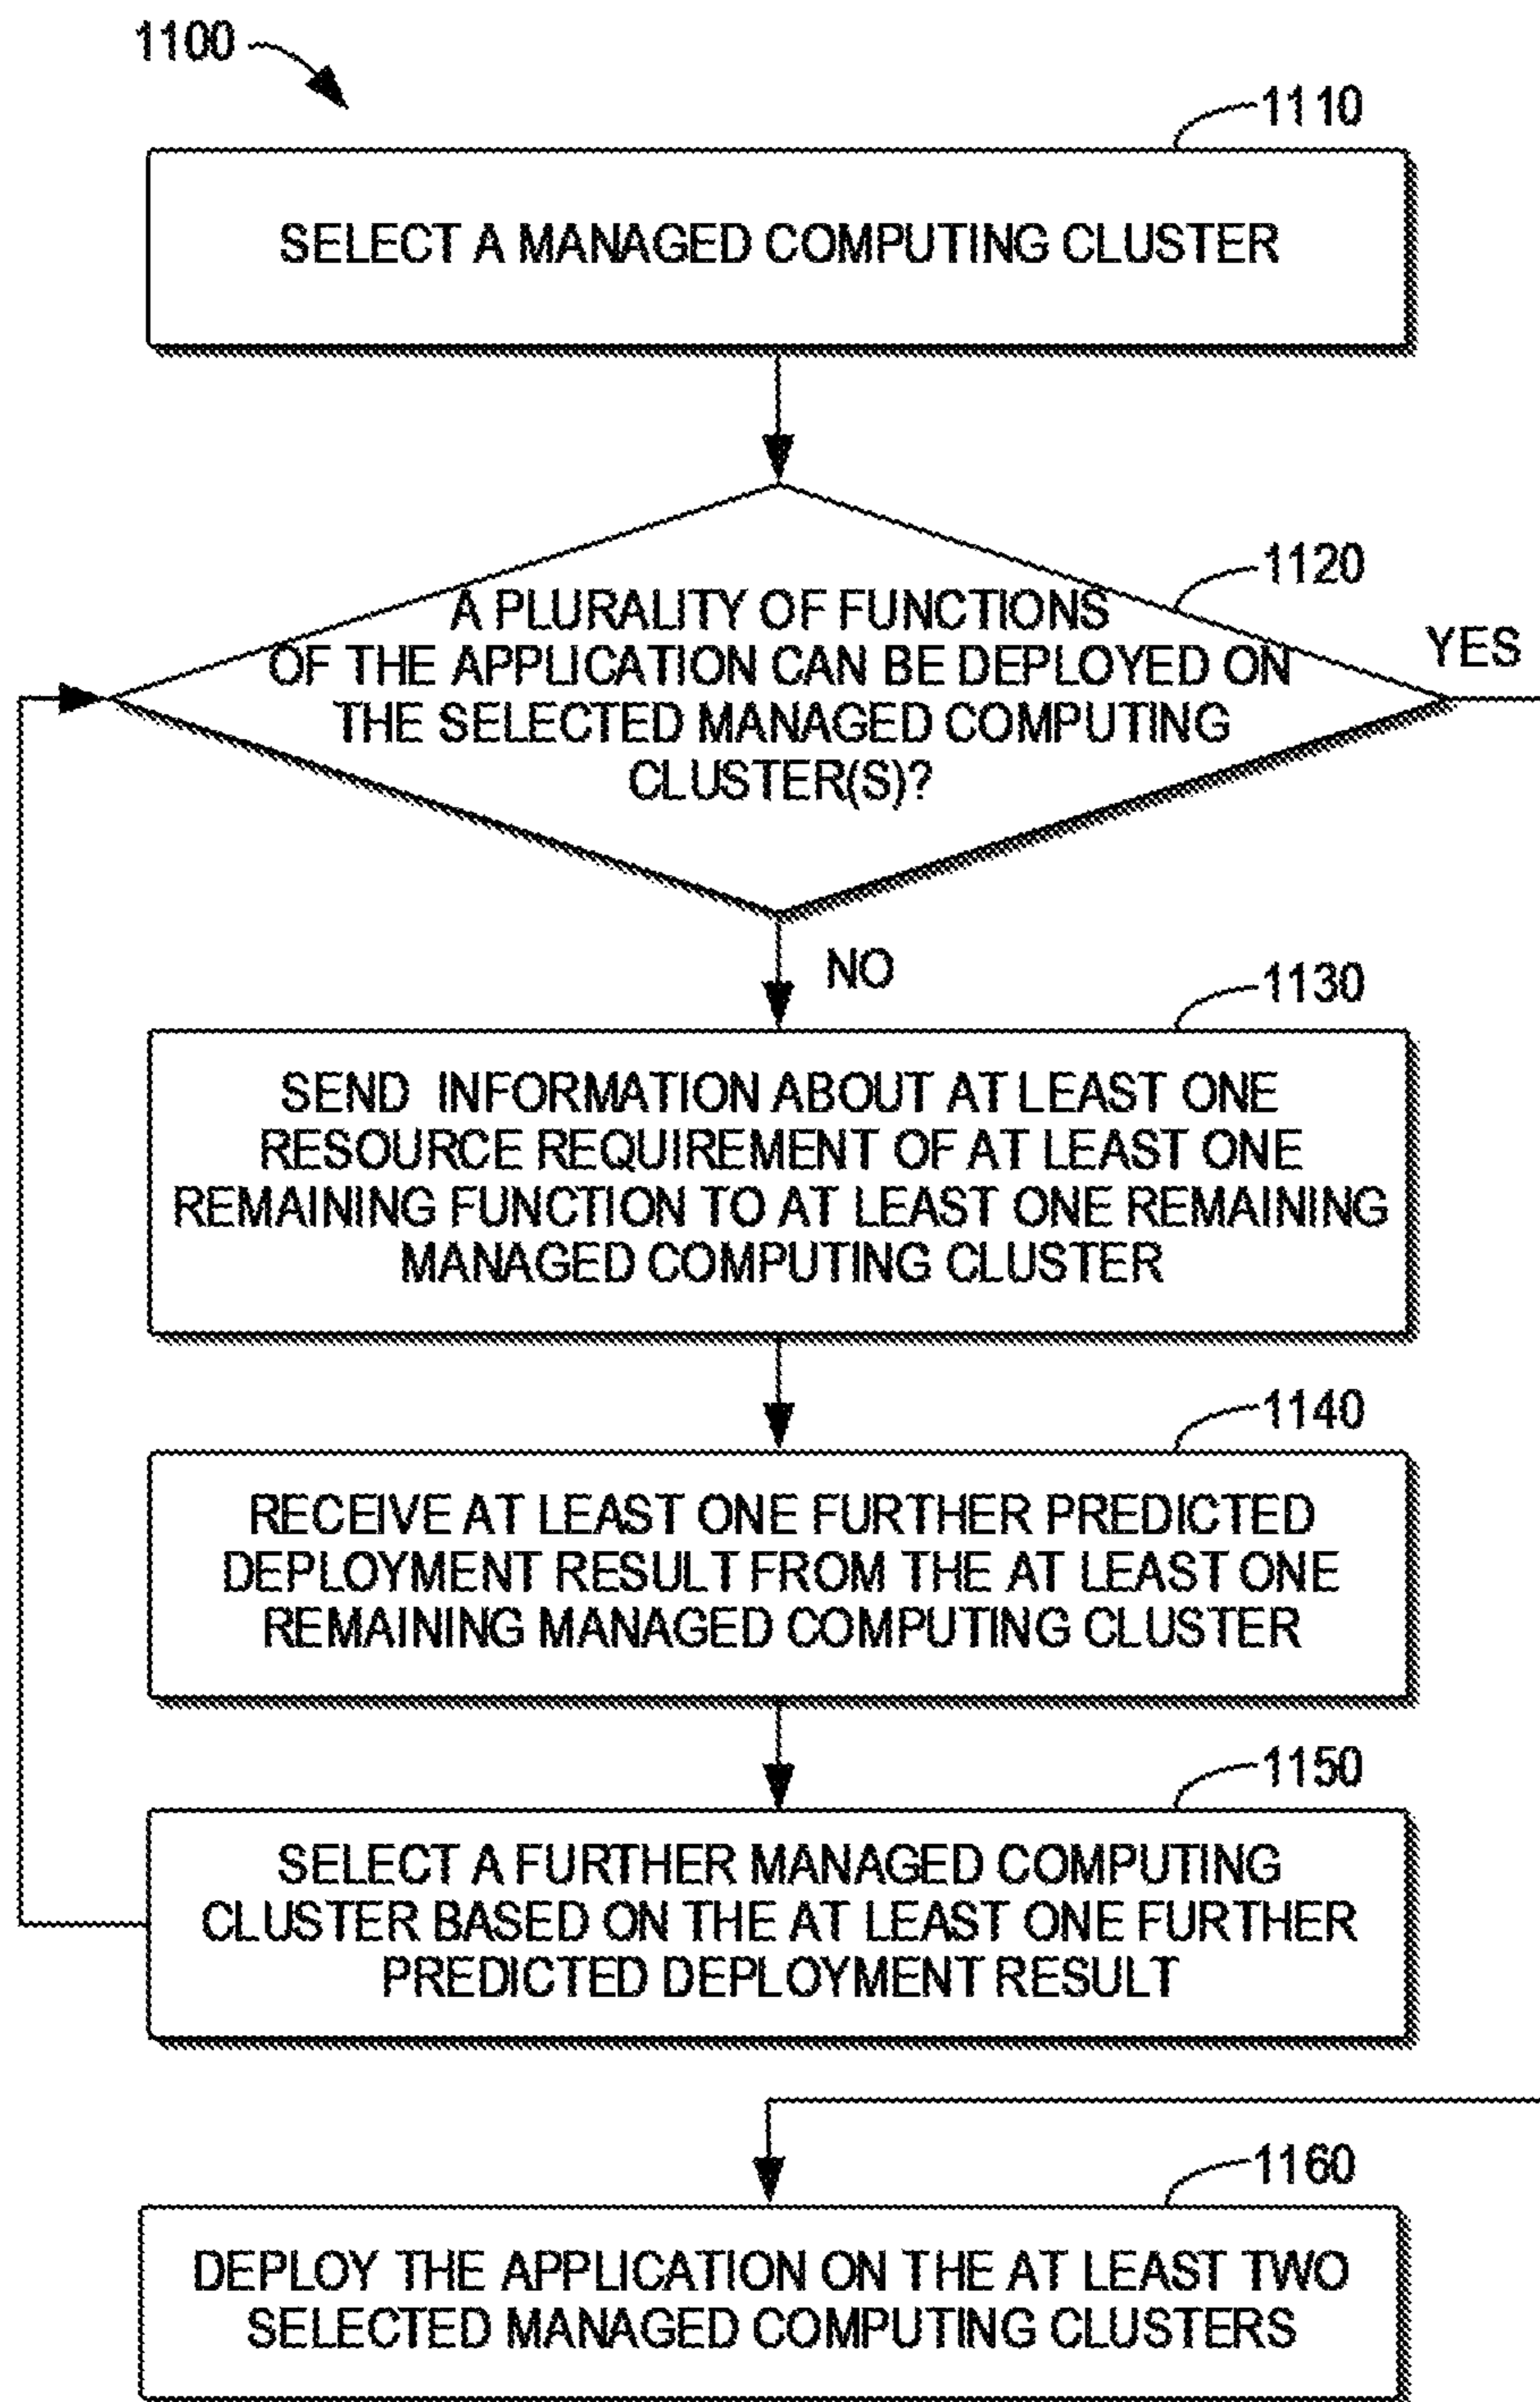 1100
1110
SELECT A MANAGED COMPUTING CLUSTER
1120
A PLURALITY OF FUNCTIONS
OF THE APPLICATION CAN BE DEPLOYED ON
THE SELECTED MANAGED COMPUTING
CLUSTER(S)?
YES
NO
1130
SEND INFORMATION ABOUT AT LEAST ONE
RESOURCE REQUIREMENT OF AT LEAST ONE
REMAINING FUNCTION TO AT LEAST ONE REMAINING
MANAGED COMPUTING CLUSTER
1140
RECEIVE AT LEAST ONE FURTHER PREDICTED
DEPLOYMENT RESULT FROM THE AT LEAST ONE
REMAINING MANAGED COMPUTING CLUSTER
1150
SELECT A FURTHER MANAGED COMPUTING
CLUSTER BASED ON THE AT LEAST ONE FURTHER
PREDICTED DEPLOYMENT RESULT
1160
DEPLOY THE APPLICATION ON THE AT LEAST TWO
SELECTED MANAGED COMPUTING CLUSTERS